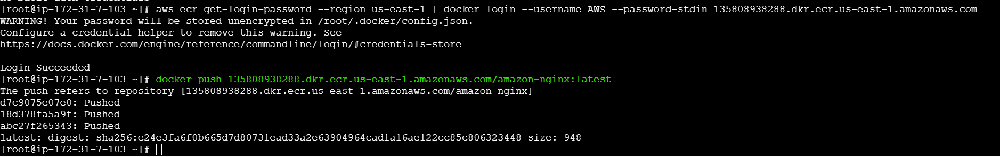 [root@ip-172-31-7-103 ~]# aws ecr get-login-password --region us-east-1 | docker login --username AWS --password-stdin 135808938288.dkr.ecr.us-east-1.amazonaws.com
WARNING! Your password will be stored unencrypted in /root/.docker/config.json.
Configure a credential helper to remove this warning. See
https://docs.docker.com/engine/reference/commandline/login/#credentials-store
Login Succeeded
[root@ip-172-31-7-103 ~]# docker push 135808938288.dkr.ecr.us-east-1.amazonaws.com/amazon-nginx:latest
The push refers to repository [135808938288.dkr.ecr.us-east-1.amazonaws.com/amazon-nginx]
d7c9075e07e0: Pushed
18d378fa5a9f: Pushed
abc27f265343: Pushed
latest: digest: sha256:e24e3fa6f0b665d7d80731ead33a2e63904964cad1a16ae122cc85c806323448 size: 948
[root@ip-172-31-7-103 ~]#